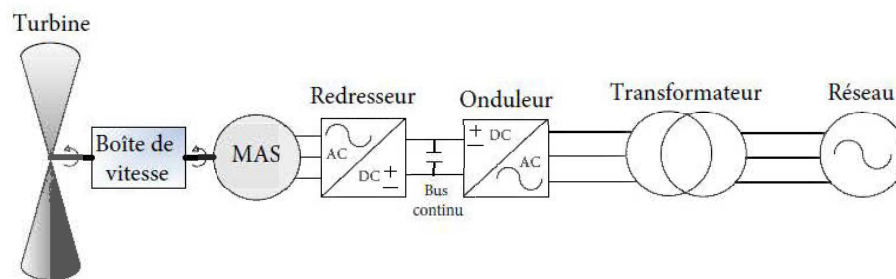 Turbine
Boîte de
vitesse
MAS
Redresseur
AC
DC
Bus
continu
Onduleur
DC
AC
Transformateur
Réseau